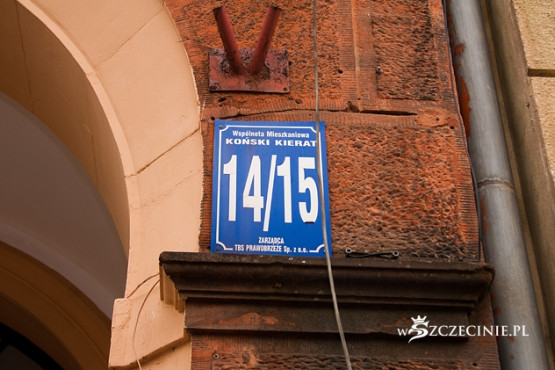 Wspólnota Mieszkaniowa
KOŃSKI KIERAT
14/15
ZARZĄDCA
TBS PRAWOBRZEŻE Sp. z o.o.
wSZCZECINIE.PL